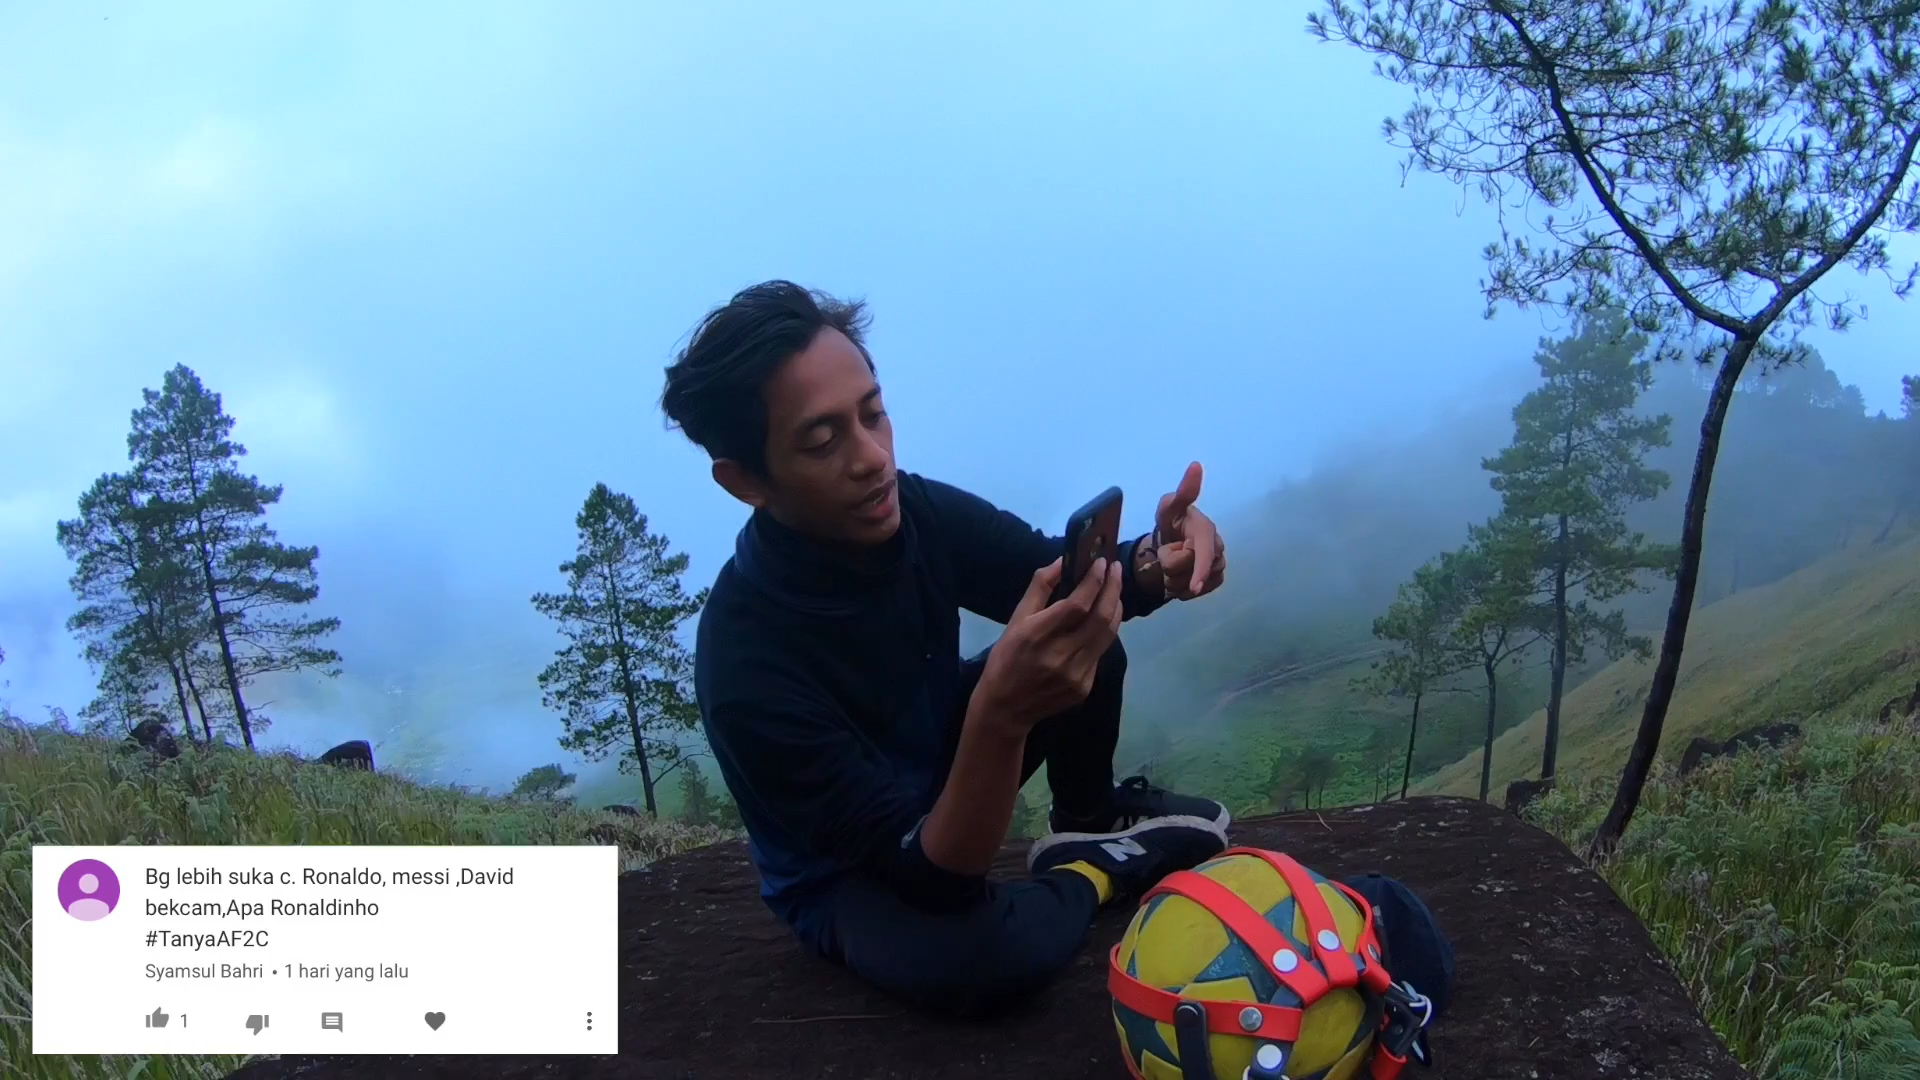 Bg lebih suka c. Ronaldo, messi ,David
bekcam,Apa Ronaldinho
#TanyaAF2C
Syamsul Bahri • 1 hari yang lalu
1
N